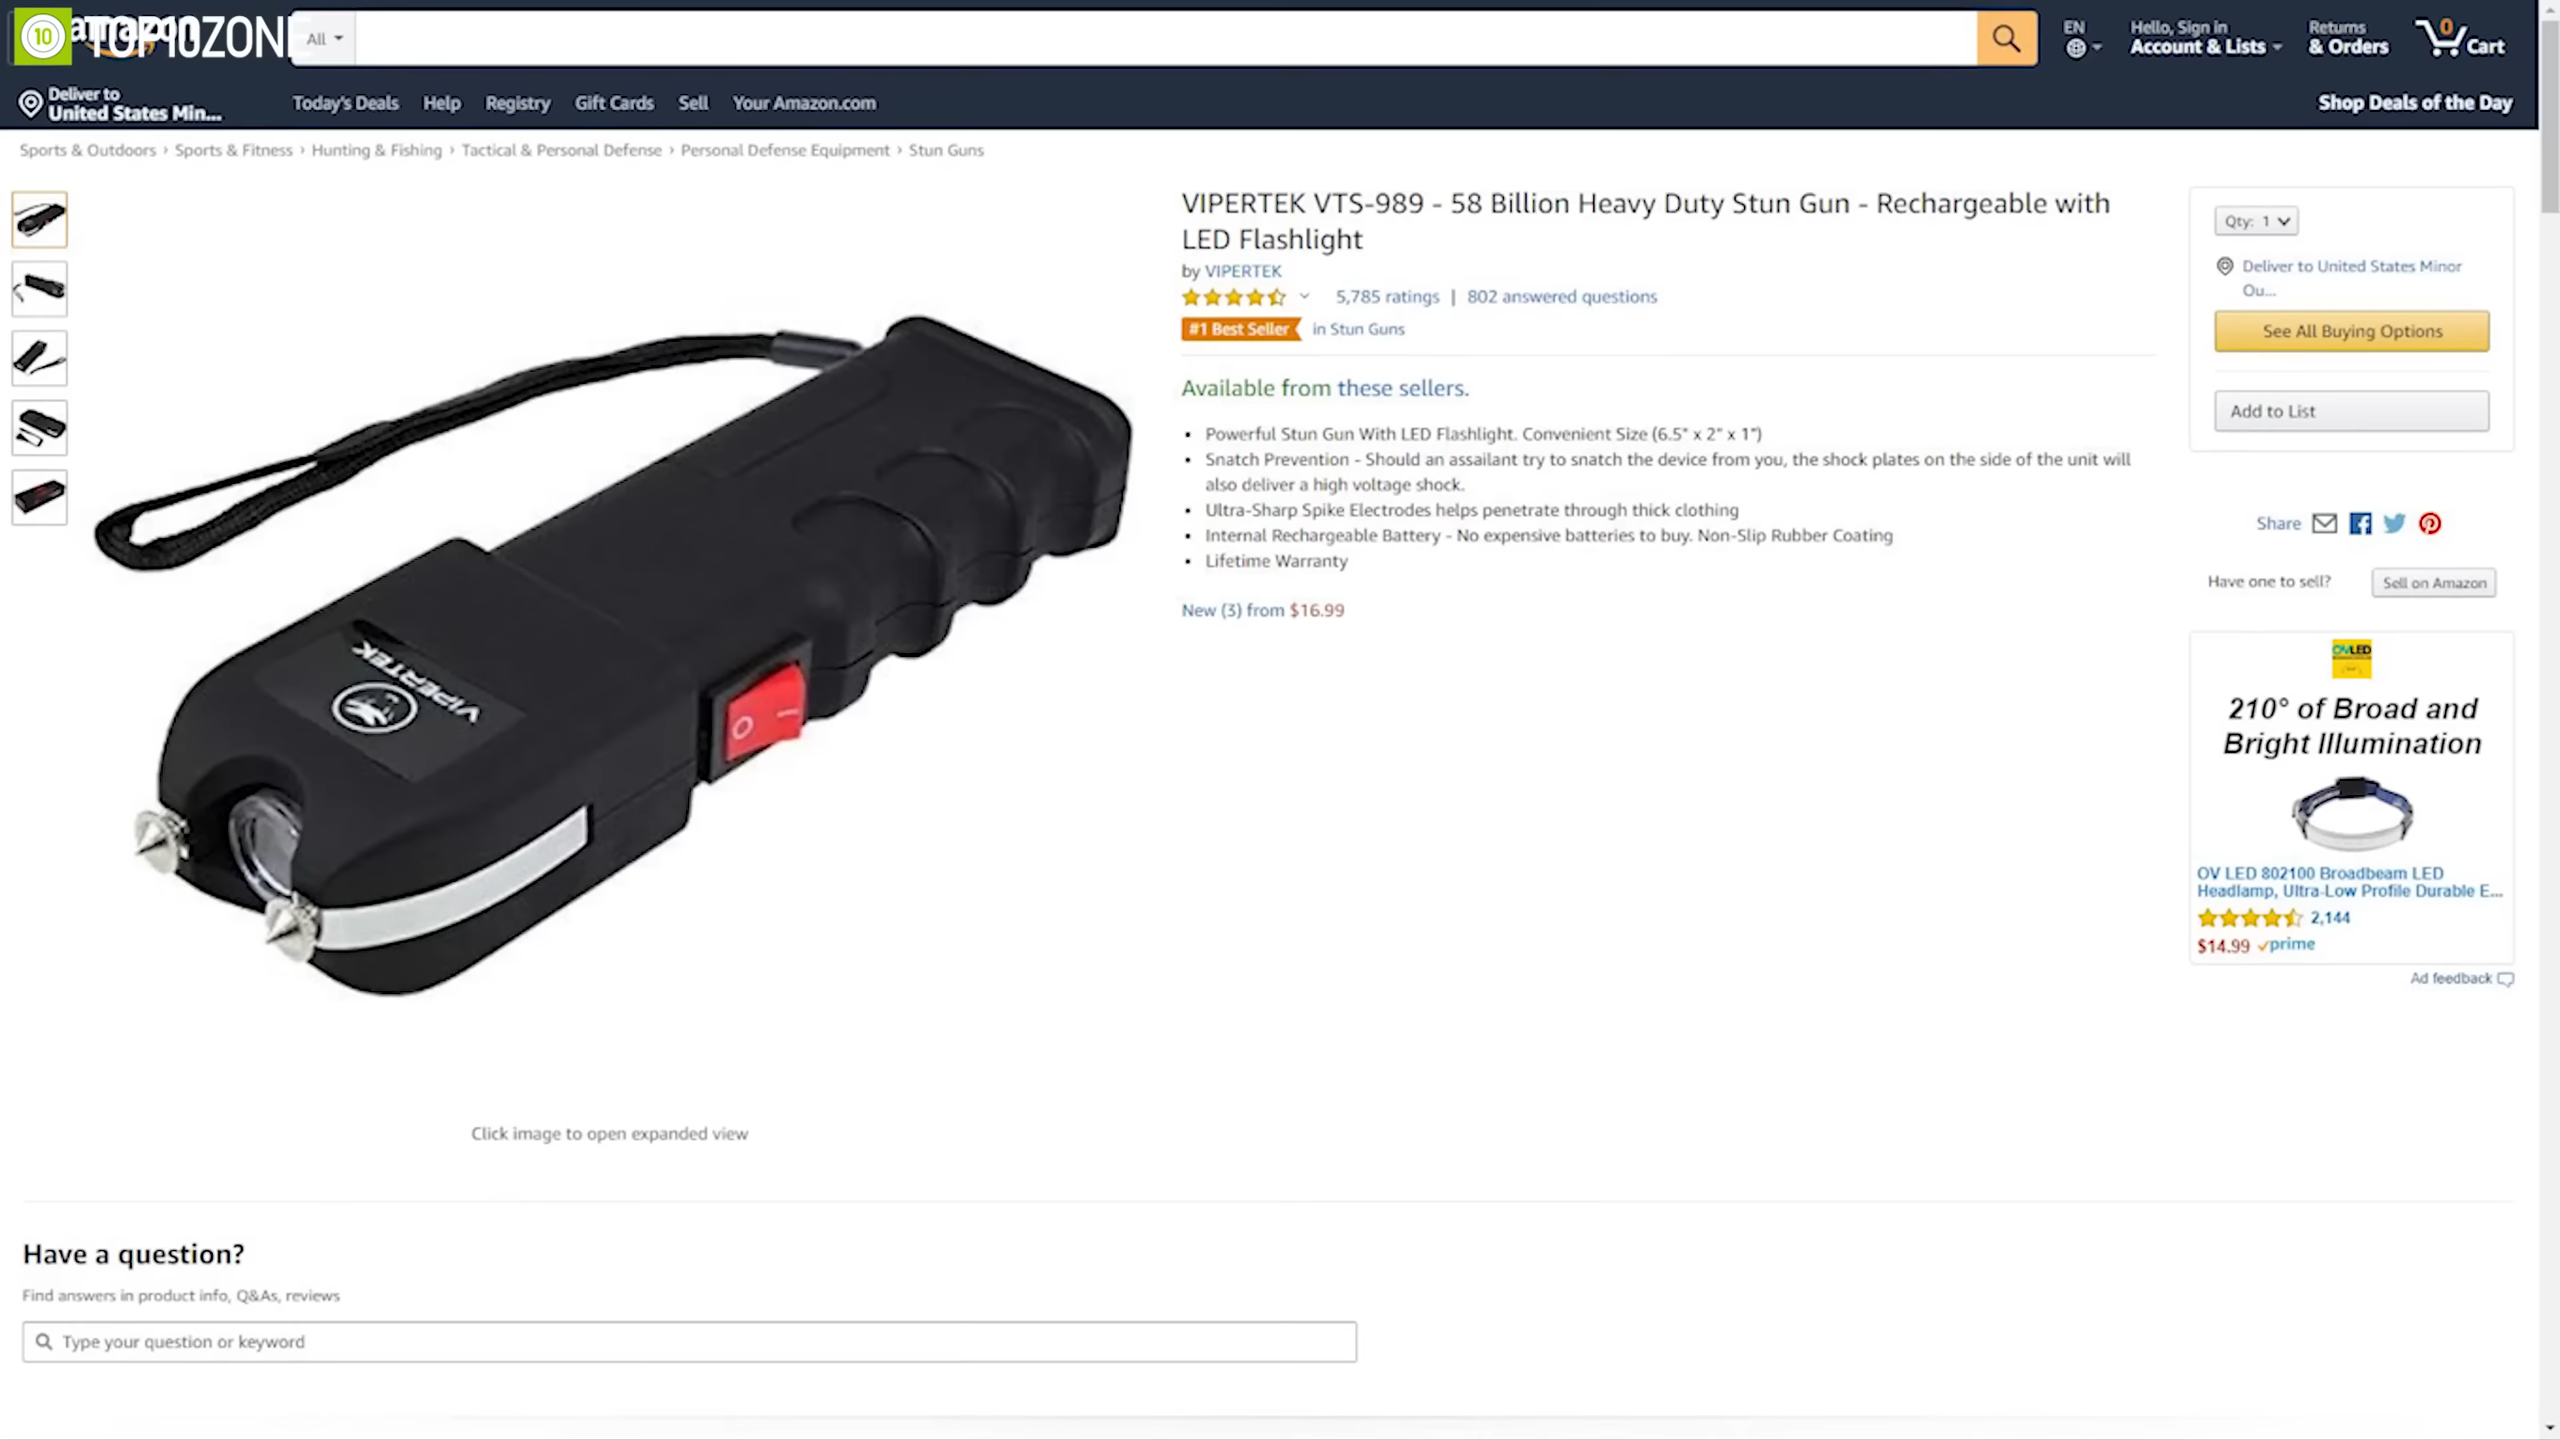 10 TOP10ZONE
amazon
All
EN
Hello, Sign in
Account & Lists
Returns
& Orders
0
Cart
Deliver to
United States Min...
Today's Deals Help Registry Gift Cards Sell Your Amazon.com
Shop Deals of the Day
Sports & Outdoors › Sports & Fitness › Hunting & Fishing › Tactical & Personal Defense › Personal Defense Equipment › Stun Guns
VIPERTEK
O I
VIPERTEK VTS-989 - 58 Billion Heavy Duty Stun Gun - Rechargeable with
LED Flashlight
by VIPERTEK
5,785 ratings | 802 answered questions
#1 Best Seller in Stun Guns
Available from these sellers.
• Powerful Stun Gun With LED Flashlight. Convenient Size (6.5" x 2" x 1")
• Snatch Prevention - Should an assailant try to snatch the device from you, the shock plates on the side of the unit will
also deliver a high voltage shock.
• Ultra-Sharp Spike Electrodes helps penetrate through thick clothing
• Internal Rechargeable Battery - No expensive batteries to buy. Non-Slip Rubber Coating
• Lifetime Warranty
New (3) from $16.99
Qty: 1
Deliver to United States Minor
Ou...
See All Buying Options
Add to List
Share
Have one to sell? Sell on Amazon
OVLED
210° of Broad and
Bright Illumination
OV LED 802100 Broadbeam LED
Headlamp, Ultra-Low Profile Durable E...
2,144
$14.99 prime
Ad feedback
Click image to open expanded view
Have a question?
Find answers in product info, Q&As, reviews
Type your question or keyword